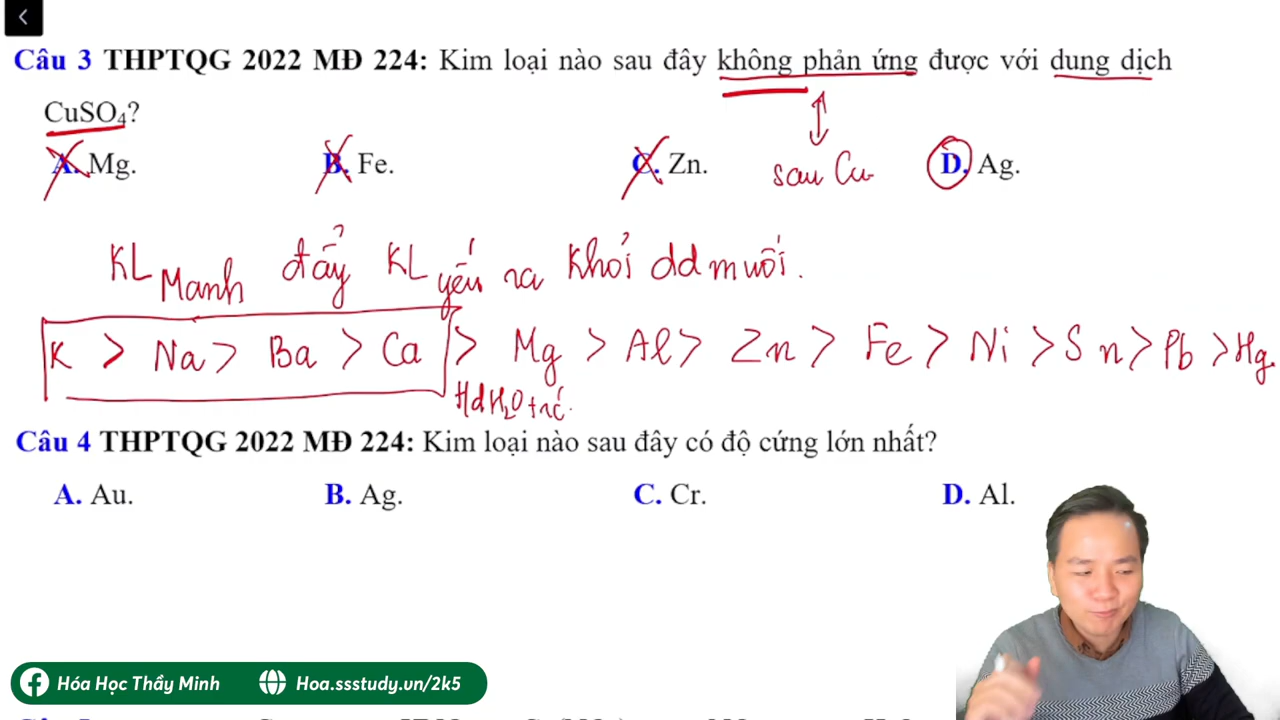 Câu 3 THPTQG 2022 MĐ 224: Kim loại nào sau đây không phản ứng được với dung dịch
CuSO₄?
A. Mg. B. Fe. C. Zn. D. Ag.
sau Cu
KL Mạnh đẩy KL yếu ra khỏi dd muối.
K > Na > Ba > Ca > Mg > Al > Zn > Fe > Ni > Sn > Pb > Hg.
Câu 4 THPTQG 2022 MĐ 224: Kim loại nào sau đây có độ cứng lớn nhất?
A. Au. B. Ag. C. Cr. D. Al.
Hóa Học Thầy Minh Hoa.ssstudy.vn/2k5